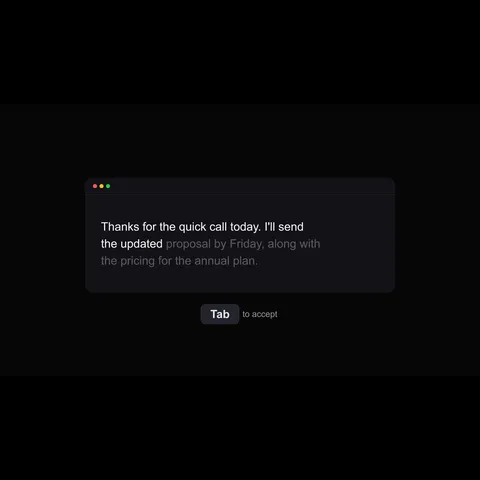 Thanks for the quick call today. I'll send
the updated proposal by Friday, along with
the pricing for the annual plan.
Tab to accept